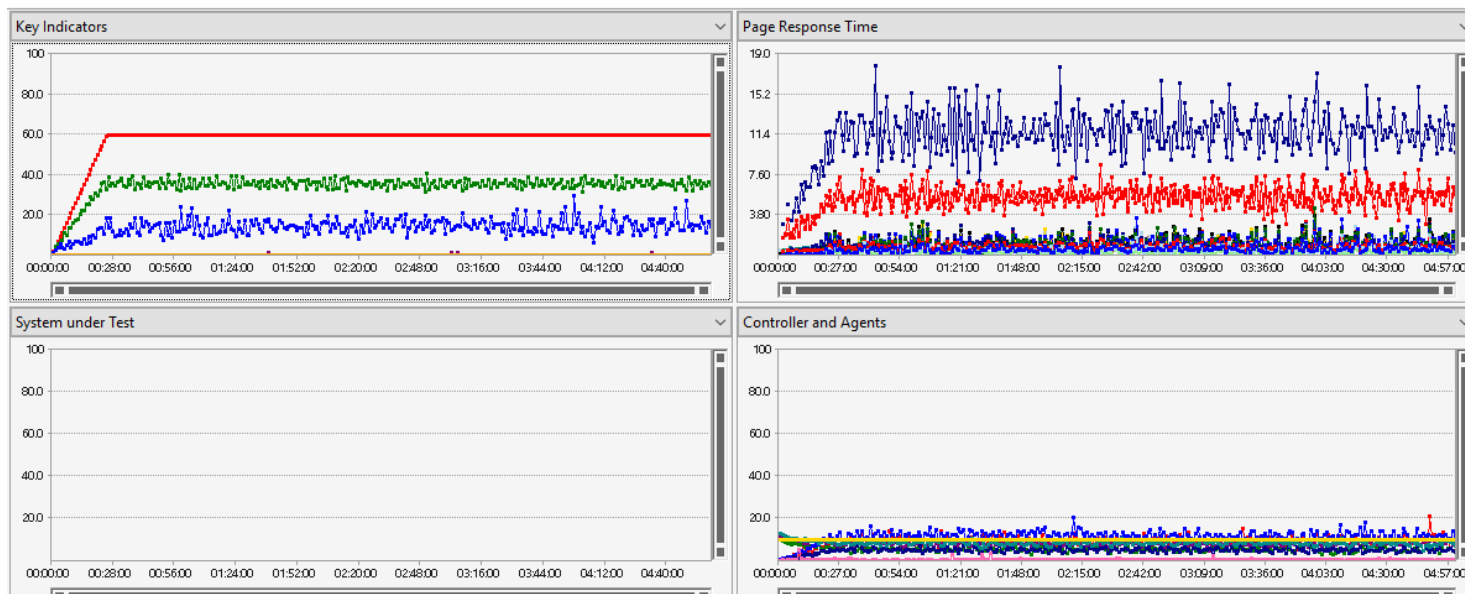 Key Indicators
100
80.0
60.0
40.0
20.0
00:00:00 00:28:00 00:56:00 01:24:00 01:52:00 02:20:00 02:48:00 03:16:00 03:44:00 04:12:00 04:40:00
Page Response Time
19.0
15.2
11.4
7.60
3.80
00:00:00 00:27:00 00:54:00 01:21:00 01:48:00 02:15:00 02:42:00 03:09:00 03:36:00 04:03:00 04:30:00 04:57:00
System under Test
100
80.0
60.0
40.0
20.0
00:00:00 00:28:00 00:56:00 01:24:00 01:52:00 02:20:00 02:48:00 03:16:00 03:44:00 04:12:00 04:40:00
Controller and Agents
100
80.0
60.0
40.0
20.0
00:00:00 00:27:00 00:54:00 01:21:00 01:48:00 02:15:00 02:42:00 03:09:00 03:36:00 04:03:00 04:30:00 04:57:00